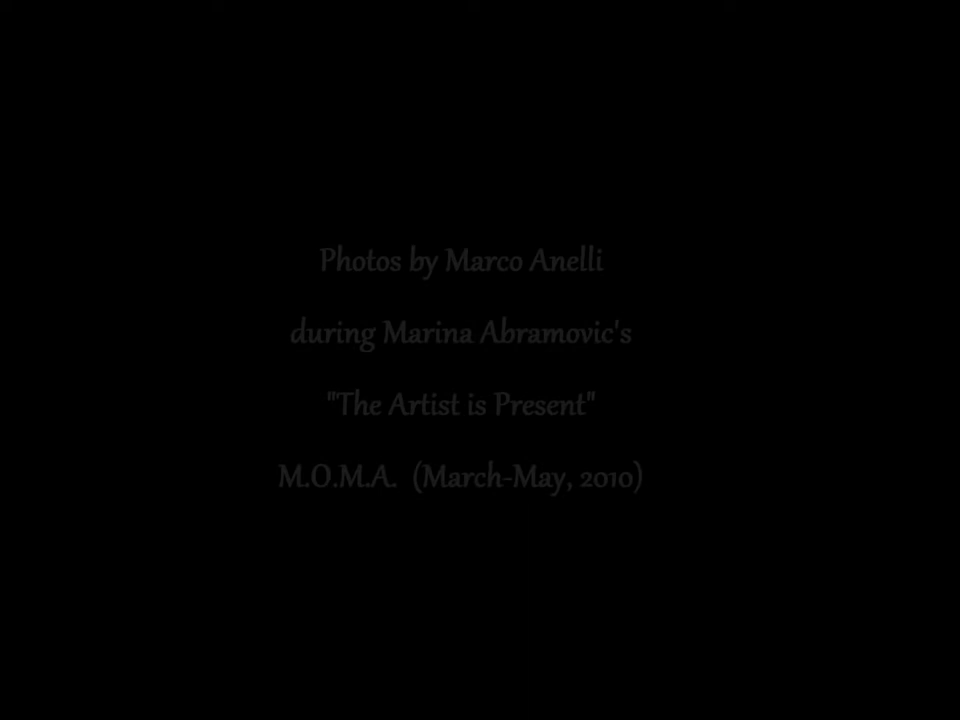 Photos by Marco Anelli
during Marina Abramovic's
"The Artist is Present"
M.O.M.A. (March-May, 2010)